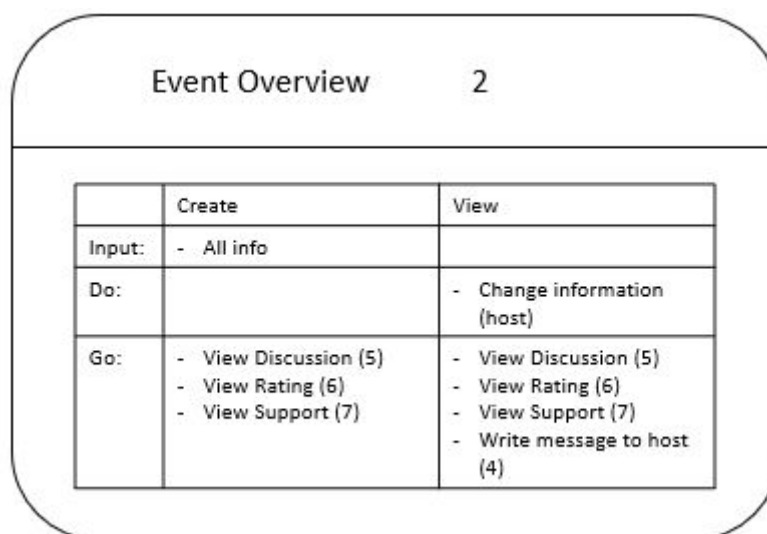 Event Overview 2
Create View
Input: - All info
Do: - Change information
(host)
Go: - View Discussion (5) - View Discussion (5)
- View Rating (6) - View Rating (6)
- View Support (7) - View Support (7)
- Write message to host
(4)